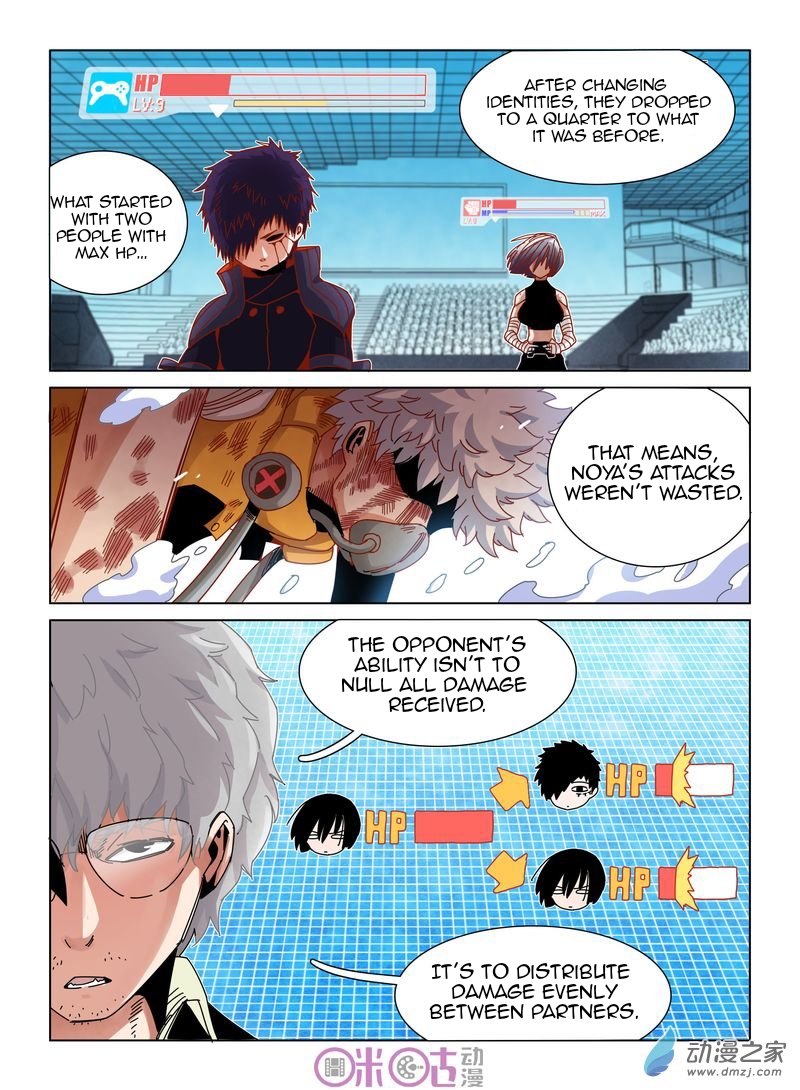 HP
LV:9
AFTER CHANGING
IDENTITIES, THEY DROPPED
TO A QUARTER TO WHAT
IT WAS BEFORE.
WHAT STARTED
WITH TWO
PEOPLE WITH
MAX HP...
HP
MP
MAX
THAT MEANS,
NOYA'S ATTACKS
WEREN'T WASTED.
THE OPPONENT'S
ABILITY ISN'T TO
NULL ALL DAMAGE
RECEIVED.
HP
HP
HP
IT'S TO DISTRIBUTE
DAMAGE EVENLY
BETWEEN PARTNERS.
咪咕动漫
动漫之家
www.dmzj.com